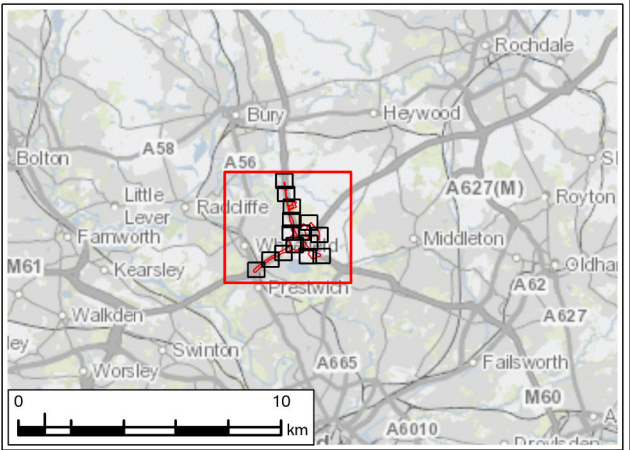 Rochdale
Bury
Heywood
A58
Bolton
A56
A627(M)
Little
Lever
Radcliffe
Royton
Farnworth
Middleton
M61
Kearsley
A62
Prestwich
Walkden
A627
Swinton
A665
Failsworth
Worsley
M60
0
10
km
A6010